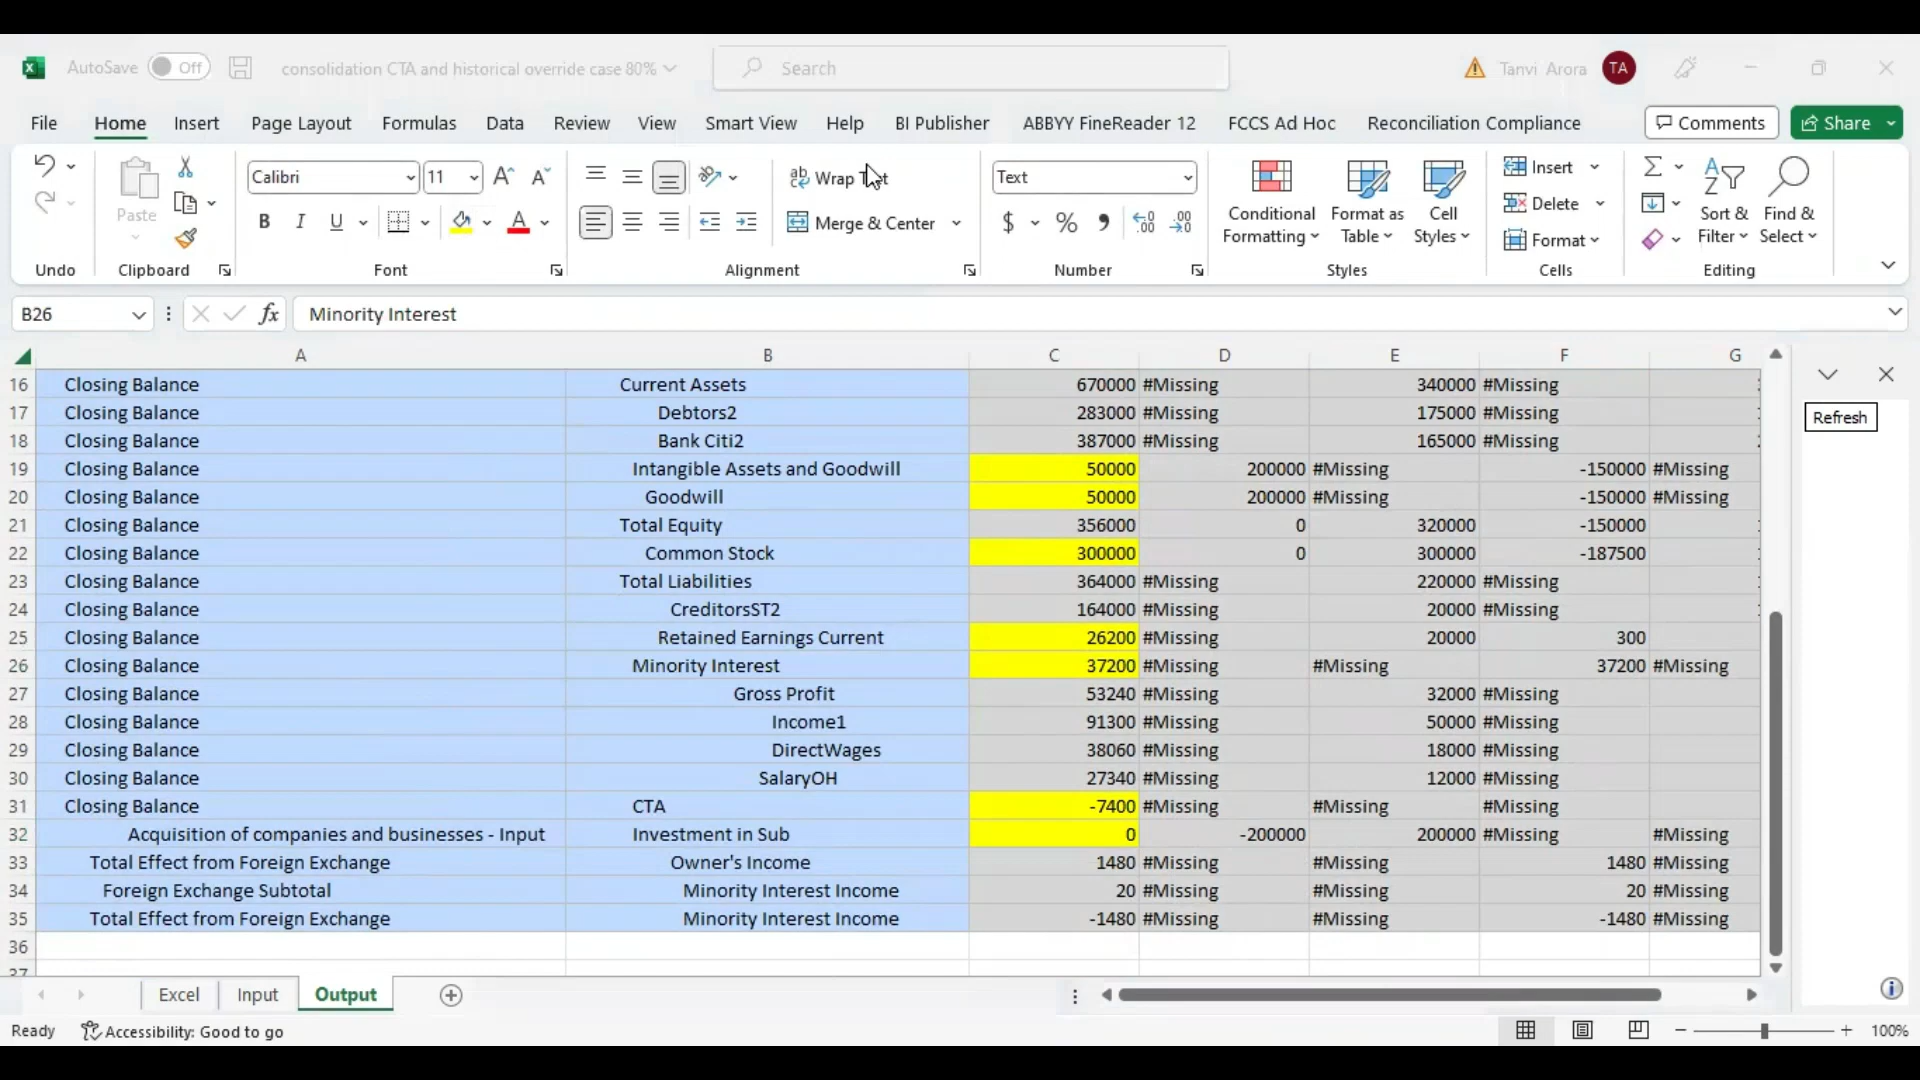 AutoSave Off consolidation CTA and historical override case 80% Search Tanvi Arora TA
File Home Insert Page Layout Formulas Data Review View Smart View Help BI Publisher ABBYY FineReader 12 FCCS Ad Hoc Reconciliation Compliance Comments Share
Paste Calibri 11 Wrap Text Text Insert
B I U Merge & Center $ % Conditional Formatting Format as Table Cell Styles Delete Sort & Filter Find & Select
Format
Undo Clipboard Font Alignment Number Styles Cells Editing
B26 fx Minority Interest
A B C D E F G
16 Closing Balance Current Assets 670000 #Missing 340000 #Missing
Refresh
17 Closing Balance Debtors2 283000 #Missing 175000 #Missing
18 Closing Balance Bank Citi2 387000 #Missing 165000 #Missing
19 Closing Balance Intangible Assets and Goodwill 50000 200000 #Missing -150000 #Missing
20 Closing Balance Goodwill 50000 200000 #Missing -150000 #Missing
21 Closing Balance Total Equity 356000 0 320000 -150000
22 Closing Balance Common Stock 300000 0 300000 -187500
23 Closing Balance Total Liabilities 364000 #Missing 220000 #Missing
24 Closing Balance CreditorsST2 164000 #Missing 20000 #Missing
25 Closing Balance Retained Earnings Current 26200 #Missing 20000 300
26 Closing Balance Minority Interest 37200 #Missing #Missing 37200 #Missing
27 Closing Balance Gross Profit 53240 #Missing 32000 #Missing
28 Closing Balance Income1 91300 #Missing 50000 #Missing
29 Closing Balance DirectWages 38060 #Missing 18000 #Missing
30 Closing Balance SalaryOH 27340 #Missing 12000 #Missing
31 Closing Balance CTA -7400 #Missing #Missing #Missing
32 Acquisition of companies and businesses - Input Investment in Sub 0 -200000 200000 #Missing #Missing
33 Total Effect from Foreign Exchange Owner's Income 1480 #Missing #Missing 1480 #Missing
34 Foreign Exchange Subtotal Minority Interest Income 20 #Missing #Missing 20 #Missing
35 Total Effect from Foreign Exchange Minority Interest Income -1480 #Missing #Missing -1480 #Missing
36
37
Excel Input Output
Ready Accessibility: Good to go 100%